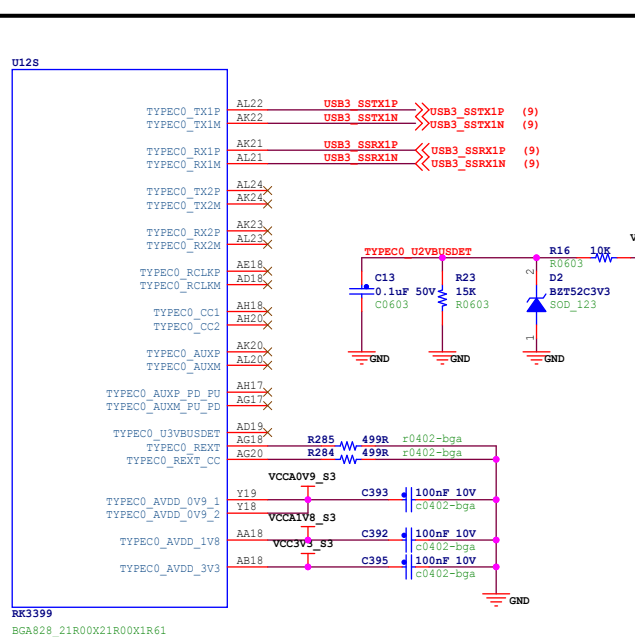 U12S
TYPEC0_TX1P AL22 USB3_SSTX1P USB3_SSTX1P (9)
TYPEC0_TX1M AK22 USB3_SSTX1N USB3_SSTX1N (9)
TYPEC0_RX1P AK21 USB3_SSRX1P USB3_SSRX1P (9)
TYPEC0_RX1M AL21 USB3_SSRX1N USB3_SSRX1N (9)
TYPEC0_TX2P AL24
TYPEC0_TX2M AK24
TYPEC0_RX2P AK23
TYPEC0_RX2M AL23
TYPEC0_U2VBUSDET
R16 10K
R0603
TYPEC0_RCLKP AE18
TYPEC0_RCLKM AD18
C13
0.1uF 50V
C0603
R23
15K
R0603
2
D2
BZT52C3V3
SOD_123
1
TYPEC0_CC1 AH18
TYPEC0_CC2 AH20
TYPEC0_AUXP AK20
TYPEC0_AUXM AL20
GND GND GND
TYPEC0_AUXP_PD_PU AH17
TYPEC0_AUXM_PU_PD AG17
TYPEC0_U3VBUSDET AD19
TYPEC0_REXT AG18 R285 499R r0402-bga
TYPEC0_REXT_CC AG20 R284 499R r0402-bga
VCCA0V9_S3
TYPEC0_AVDD_0V9_1 Y19 C393 100nF 10V
c0402-bga
TYPEC0_AVDD_0V9_2 Y18
VCCA1V8_S3
TYPEC0_AVDD_1V8 AA18 C392 100nF 10V
c0402-bga
VCC3V3_S3
TYPEC0_AVDD_3V3 AB18 C395 100nF 10V
c0402-bga
GND
RK3399
BGA828_21R00X21R00X1R61